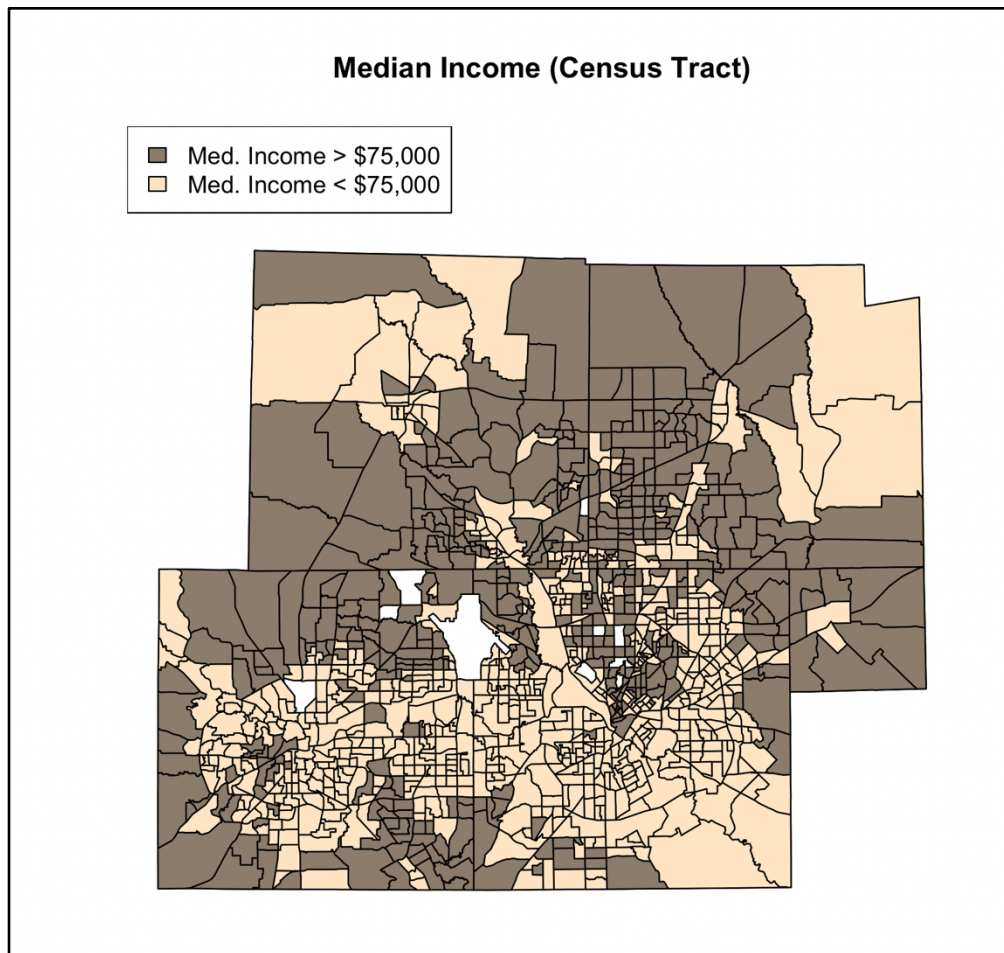 Median Income (Census Tract)
Med. Income > $75,000
Med. Income < $75,000